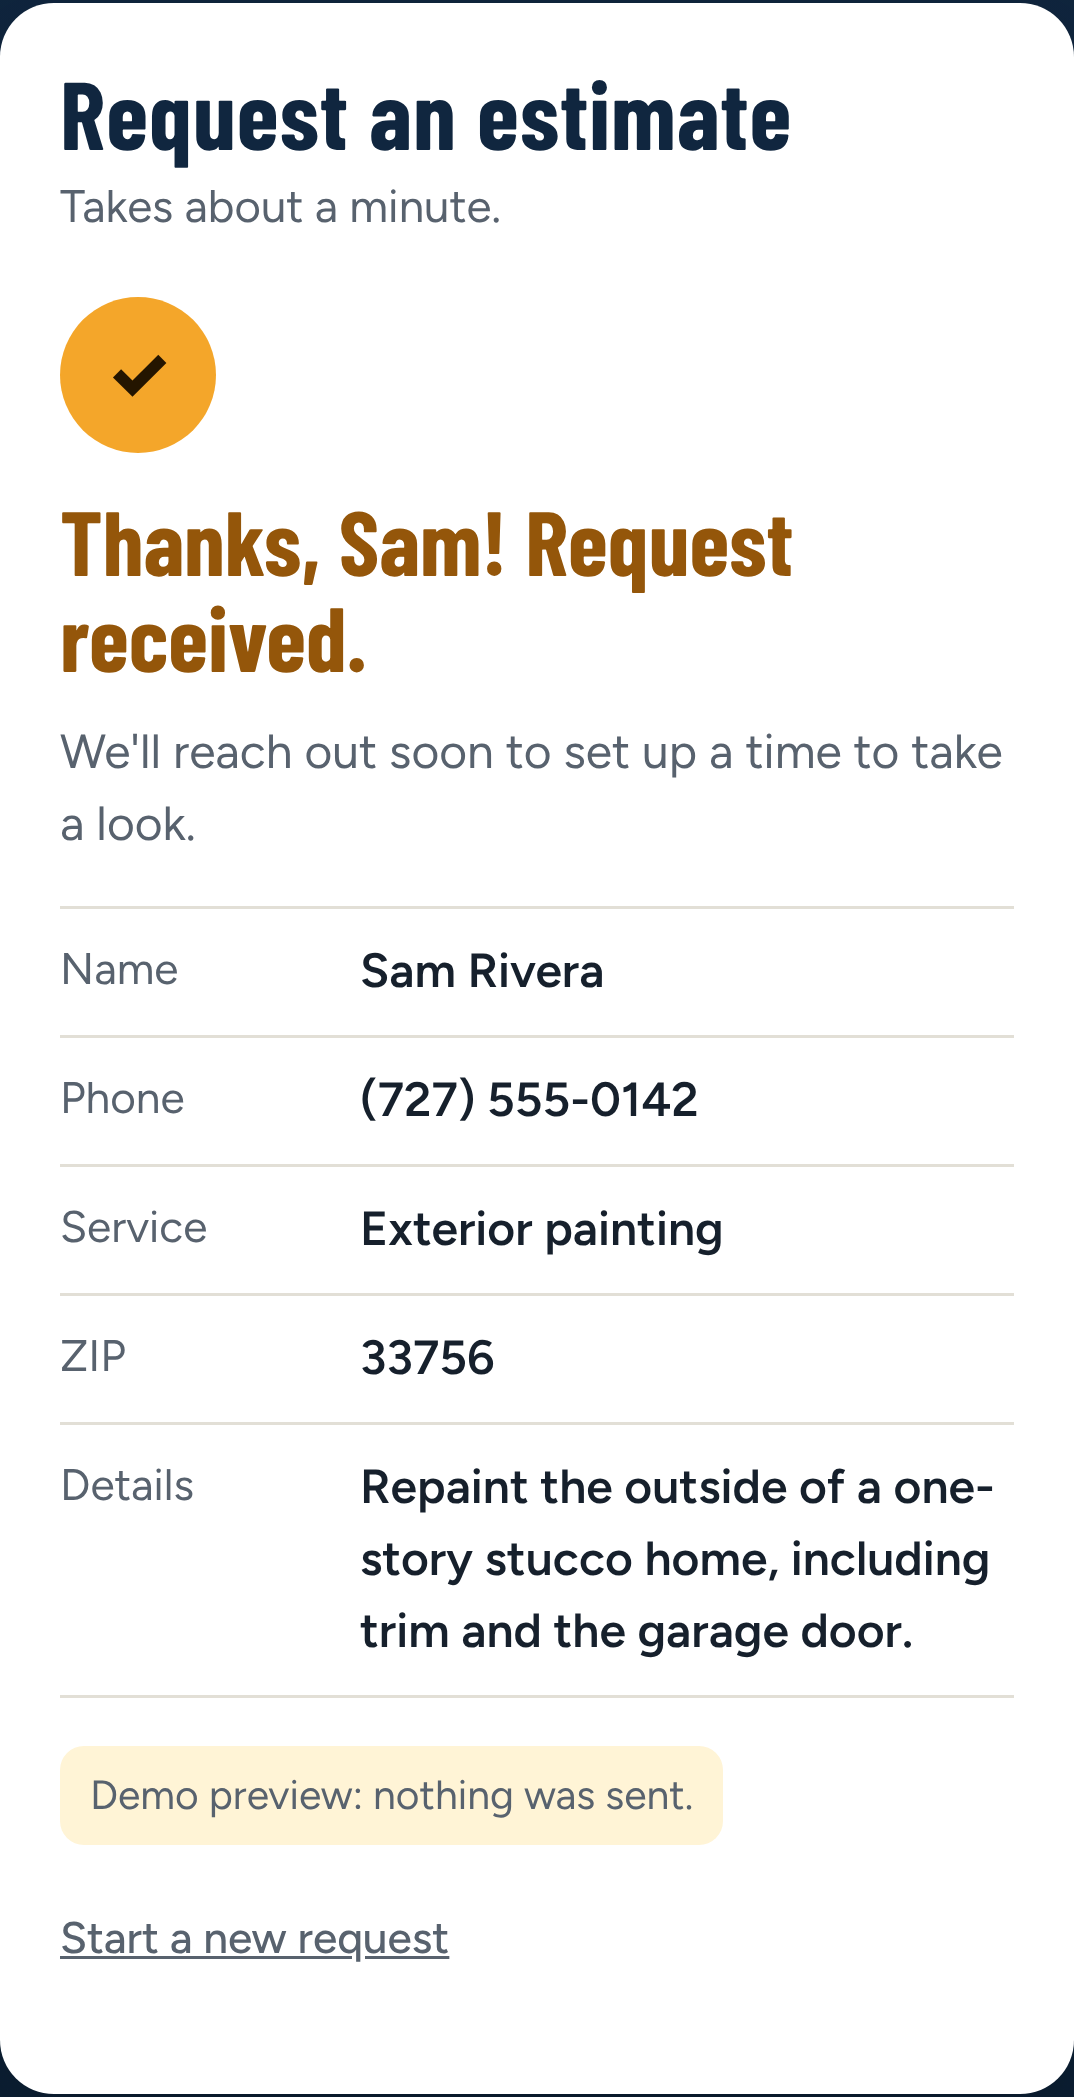 Request an estimate
Takes about a minute.
Thanks, Sam! Request
received.
We'll reach out soon to set up a time to take
a look.
Name Sam Rivera
Phone (727) 555-0142
Service Exterior painting
ZIP 33756
Details Repaint the outside of a one-
story stucco home, including
trim and the garage door.
Demo preview: nothing was sent.
Start a new request